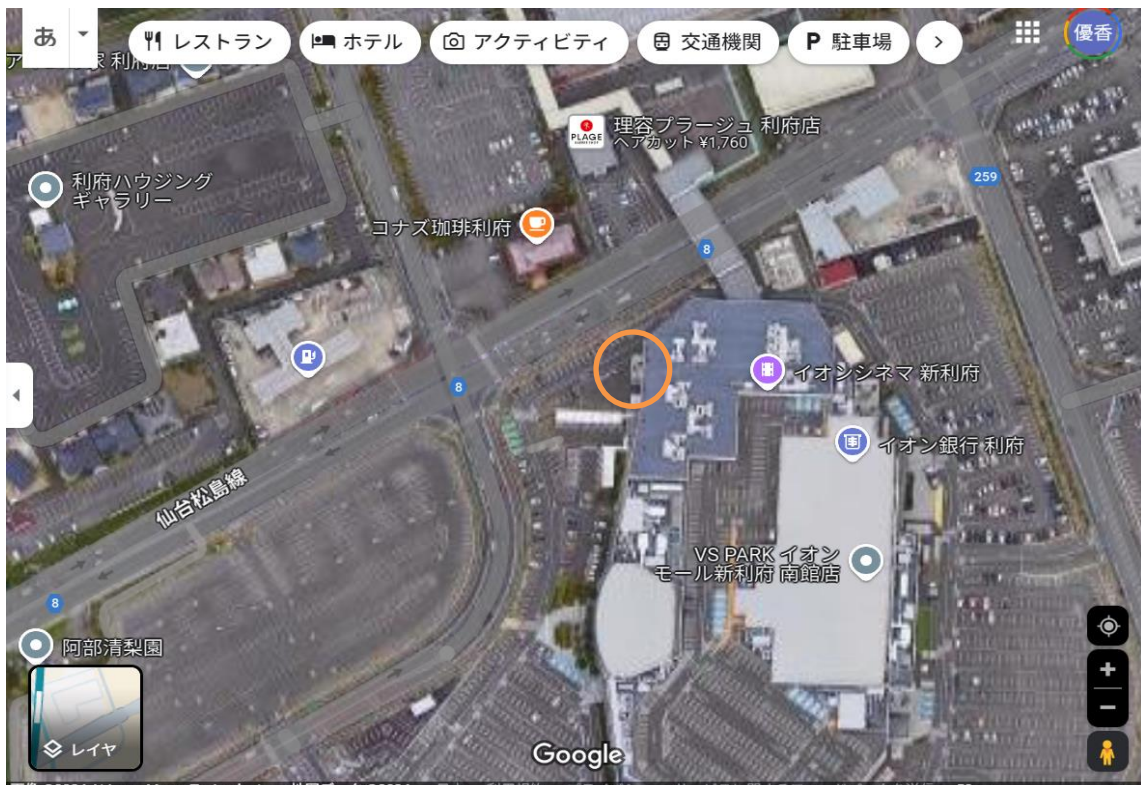 あ
レストラン
ホテル
アクティビティ
交通機関
P 駐車場
優香
家 利府店
PLAGE
理容プラージュ 利府店
ヘアカット ¥1,760
259
利府ハウジング
ギャラリー
コナズ珈琲利府
8
イオンシネマ 新利府
8
イオン銀行 利府
仙台松島線
VS PARK イオン
モール新利府 南館店
8
阿部清梨園
レイヤ
Google